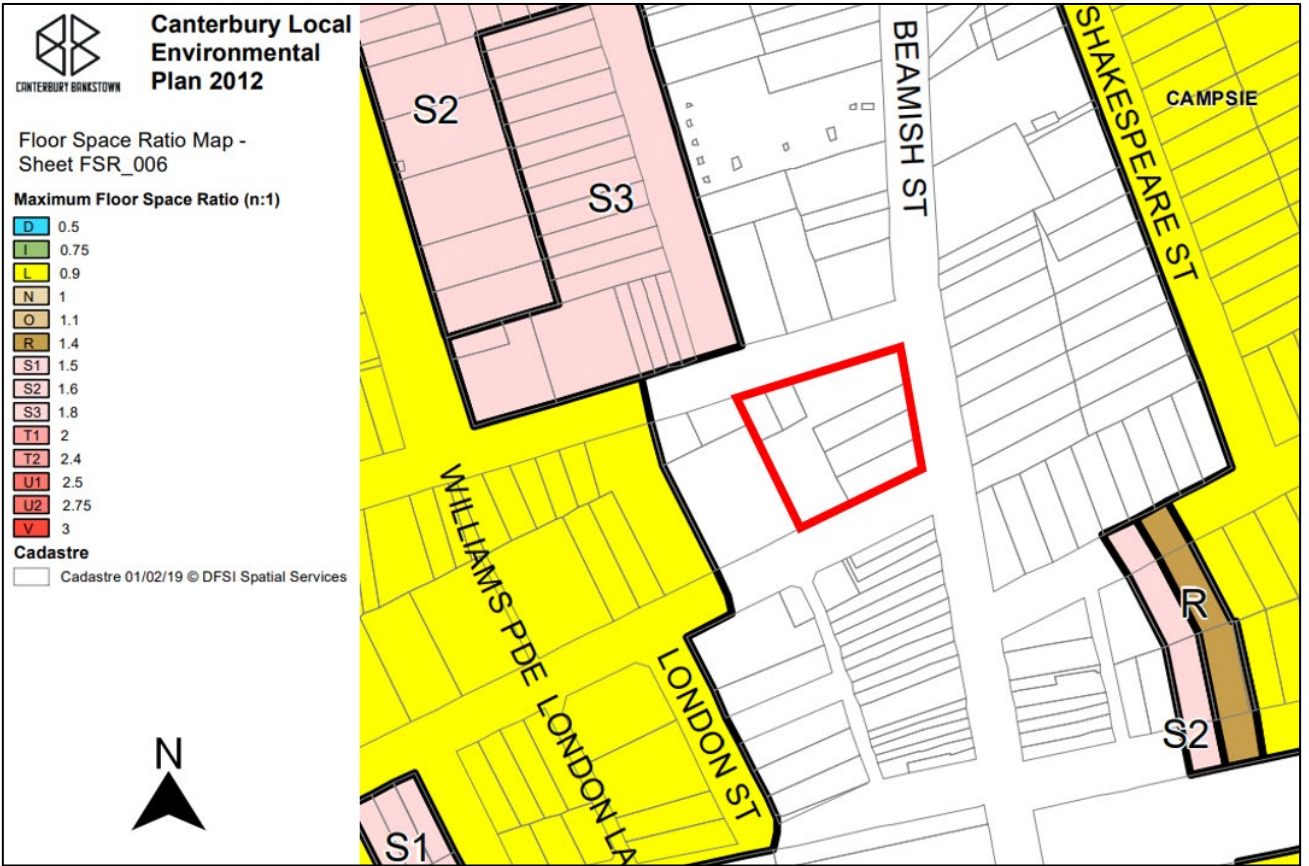 Canterbury Local
Environmental
Plan 2012
CANTERBURY BANKSTOWN
Floor Space Ratio Map -
Sheet FSR_006
Maximum Floor Space Ratio (n:1)
D 0.5
I 0.75
L 0.9
N 1
O 1.1
R 1.4
S1 1.5
S2 1.6
S3 1.8
T1 2
T2 2.4
U1 2.5
U2 2.75
V 3
Cadastre
Cadastre 01/02/19 © DFSI Spatial Services
N
S2
S3
BEAMISH ST
SHAKESPEARE ST
CAMPSIE
WILLIAMS PDE
LONDON LA
LONDON ST
R
S2
S1